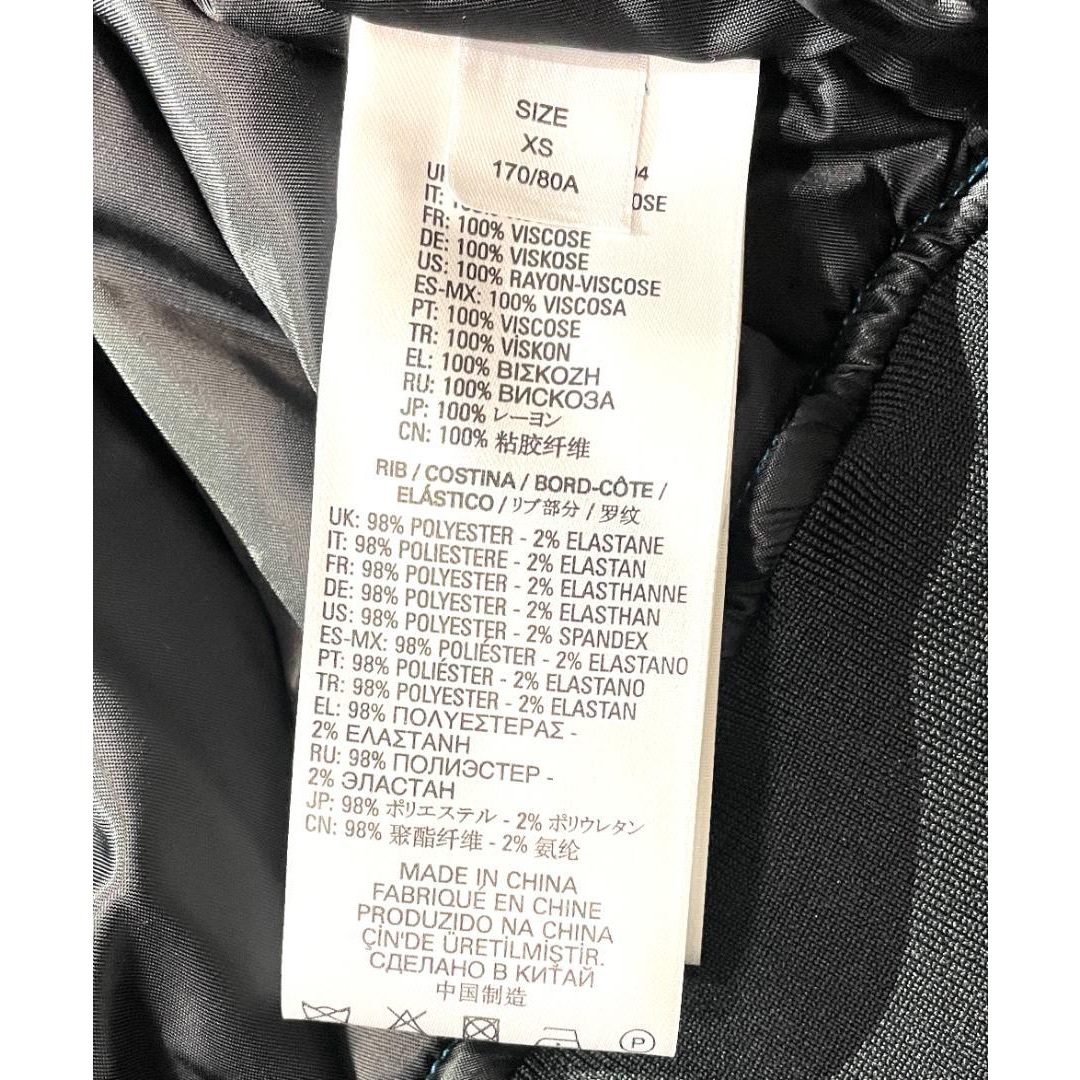 SIZE
XS
170/80A
FR: 100% VISCOSE
DE: 100% VISKOSE
US: 100% RAYON-VISCOSE
ES-MX: 100% VISCOSA
PT: 100% VISCOSE
TR: 100% VİSKON
EL: 100% ΒΙΣΚΟΖΗ
RU: 100% ВИСКОЗА
JP: 100% レーヨン
CN: 100% 粘胶纤维
RIB / COSTINA / BORD-CÔTE /
ELÁSTICO / リブ部分 / 罗纹
UK: 98% POLYESTER - 2% ELASTANE
IT: 98% POLIESTERE - 2% ELASTAN
FR: 98% POLYESTER - 2% ELASTHANNE
DE: 98% POLYESTER - 2% ELASTHAN
US: 98% POLYESTER - 2% SPANDEX
ES-MX: 98% POLIÉSTER - 2% ELASTANO
PT: 98% POLIÉSTER - 2% ELASTANO
TR: 98% POLYESTER - 2% ELASTAN
EL: 98% ΠΟΛΥΕΣΤΕΡΑΣ -
2% ΕΛΑΣΤΑΝΗ
RU: 98% ПОЛИЭСТЕР -
2% ЭЛАСТАН
JP: 98% ポリエステル - 2% ポリウレタン
CN: 98% 聚酯纤维 - 2% 氨纶
MADE IN CHINA
FABRIQUÉ EN CHINE
PRODUZIDO NA CHINA
ÇİN'DE ÜRETİLMİŞTİR.
СДЕЛАНО В КИТАЙ
中国制造
P